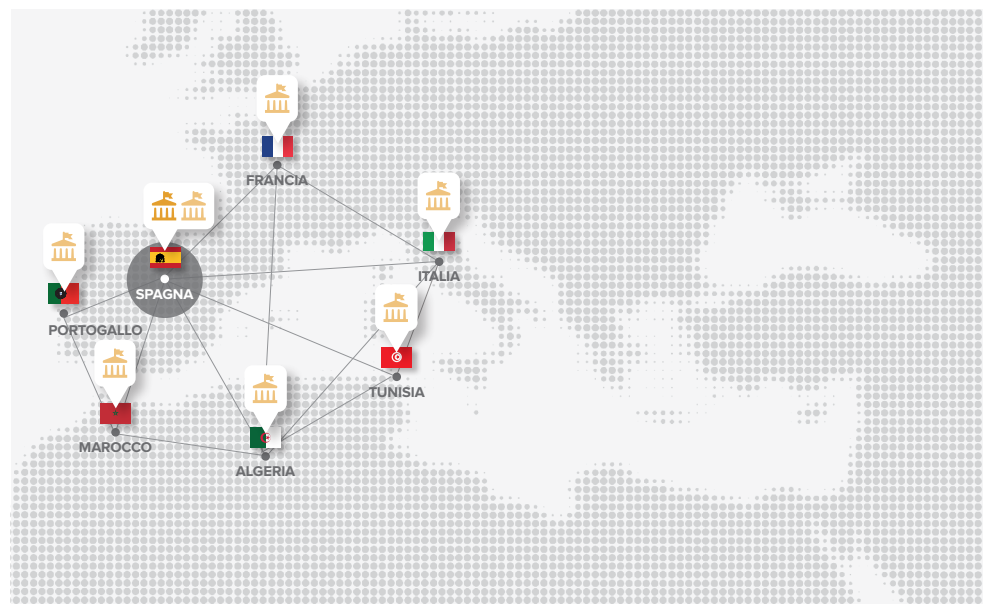 FRANCIA
ITALIA
SPAGNA
PORTOGALLO
TUNISIA
MAROCCO
ALGERIA